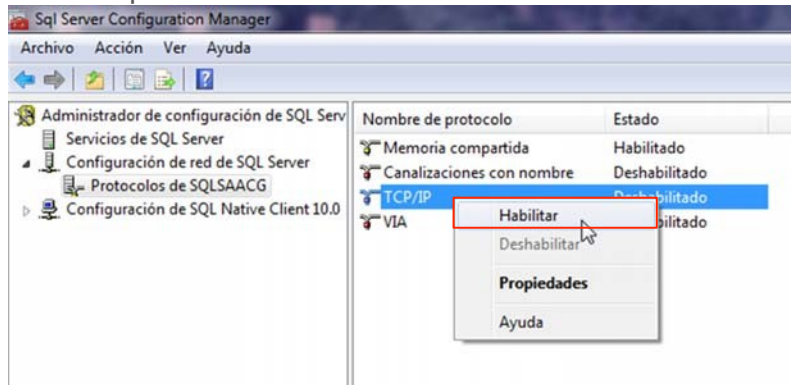 Sql Server Configuration Manager
Archivo Acción Ver Ayuda
Administrador de configuración de SQL Serv
Servicios de SQL Server
Configuración de red de SQL Server
Protocolos de SQLSAACG
Configuración de SQL Native Client 10.0
Nombre de protocolo Estado
Memoria compartida Habilitado
Canalizaciones con nombre Deshabilitado
TCP/IP Deshabilitado
VIA bilitado
Habilitar
Deshabilitar
Propiedades
Ayuda